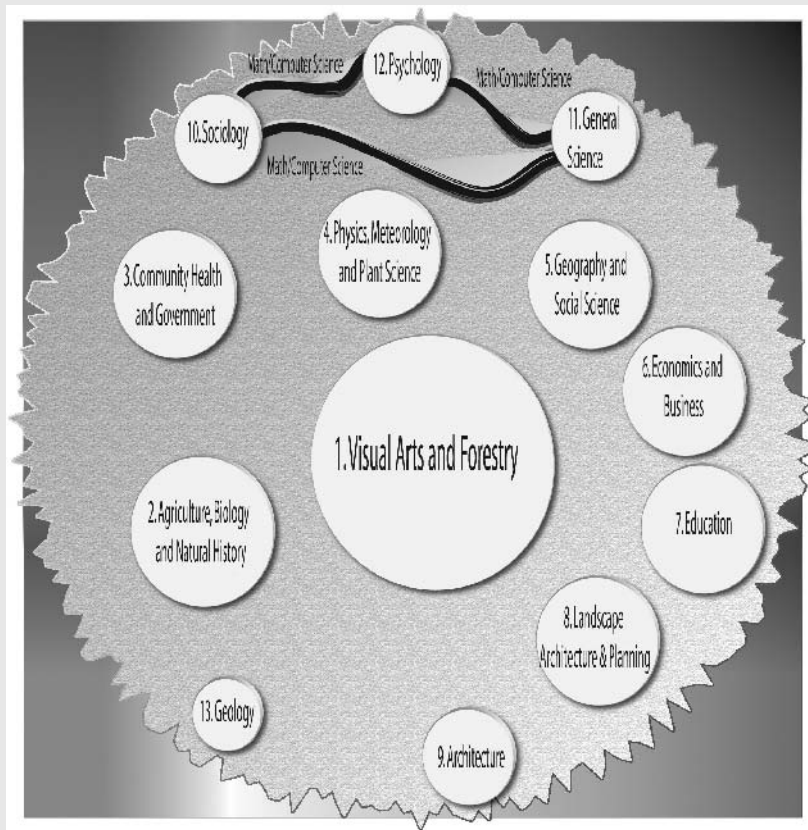 Math/Computer Science
12. Psychology
Math/Computer Science
10. Sociology
11. General
Science
Math/Computer Science
4. Physics, Meteorology
and Plant Science
3. Community Health
and Government
5. Geography and
Social Science
6. Economics and
Business
1. Visual Arts and Forestry
2. Agriculture, Biology
and Natural History
7. Education
8. Landscape
Architecture & Planning
13. Geology
9. Architecture